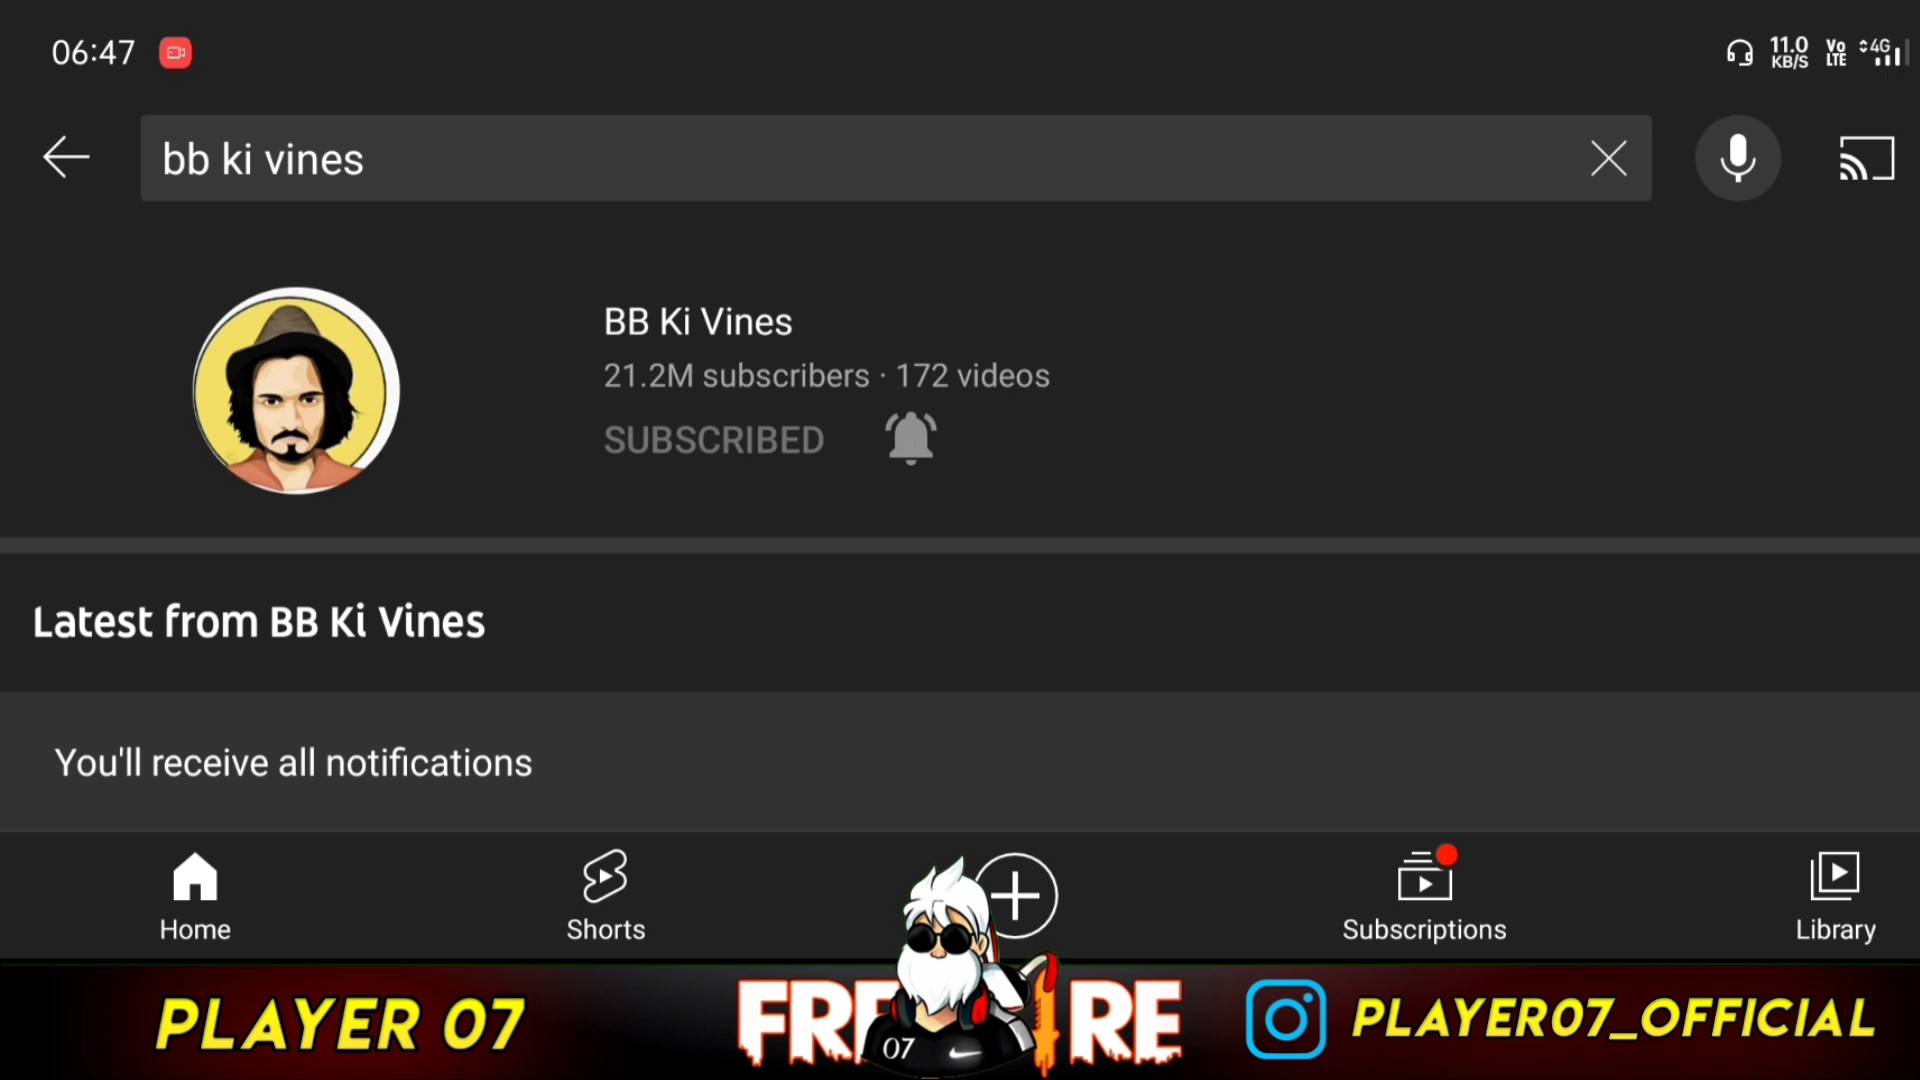 06:47
11.0 KB/S
Vo LTE
4G
bb ki vines
BB Ki Vines
21.2M subscribers · 172 videos
SUBSCRIBED
Latest from BB Ki Vines
You'll receive all notifications
Home
Shorts
Subscriptions
Library
PLAYER 07
FREE FIRE
07
PLAYER07_OFFICIAL